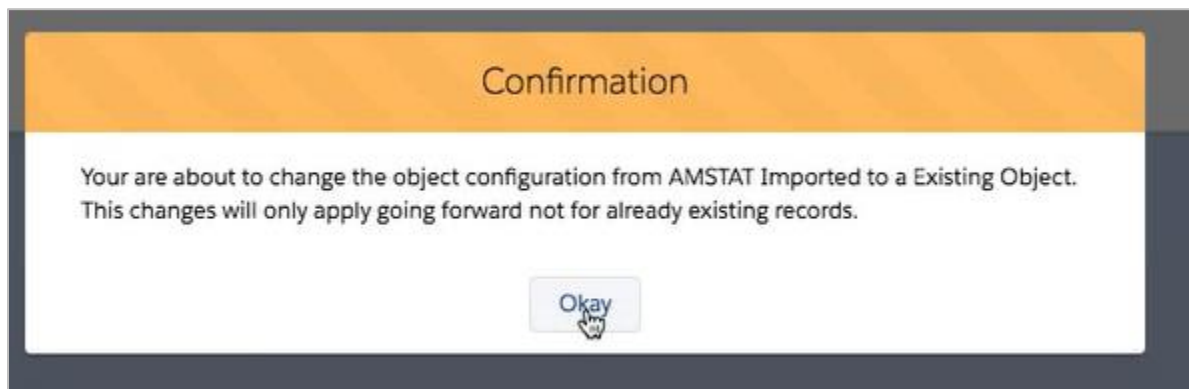 Confirmation
Your are about to change the object configuration from AMSTAT Imported to a Existing Object.
This changes will only apply going forward not for already existing records.
Okay